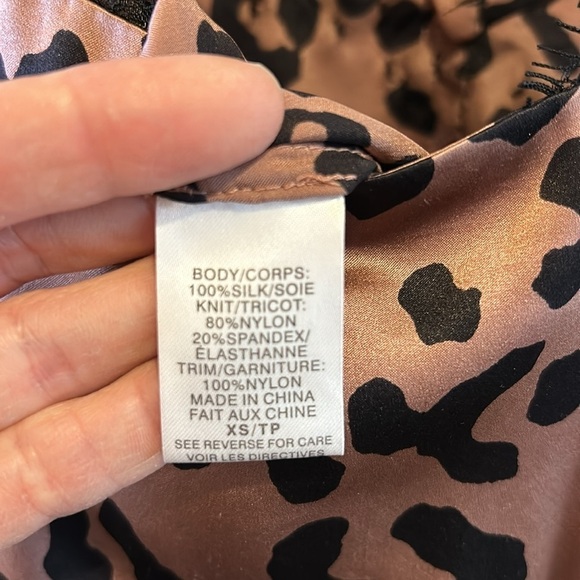 BODY/CORPS:
100%SILK/SOIE
KNIT/TRICOT:
80%NYLON
20%SPANDEX/
ÉLASTHANNE
TRIM/GARNITURE:
100%NYLON
MADE IN CHINA
FAIT AUX CHINE
XS/TP
SEE REVERSE FOR CARE
VOIR LES DIRECTIVES